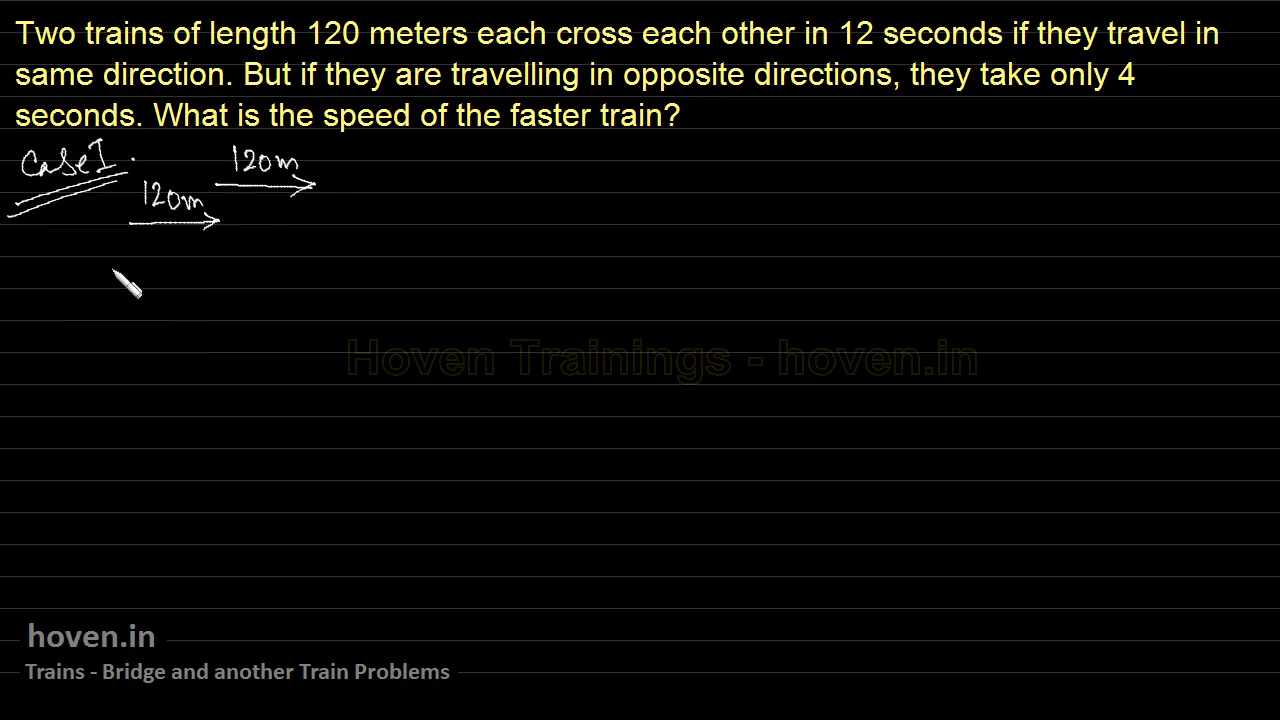 Two trains of length 120 meters each cross each other in 12 seconds if they travel in
same direction. But if they are travelling in opposite directions, they take only 4
seconds. What is the speed of the faster train?
Case I.
120m
120m
Hoven Trainings - hoven.in
hoven.in
Trains - Bridge and another Train Problems